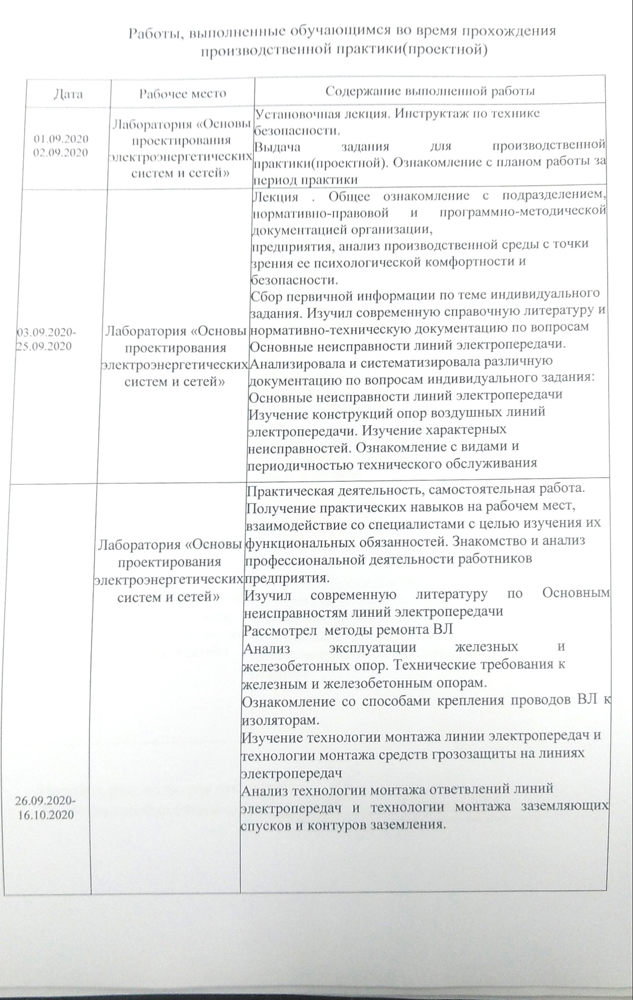 Работы, выполненные обучающимся во время прохождения
производственной практики(проектной)
Дата
Рабочее место
Содержание выполненной работы
01.09.2020
02.09.2020
Лаборатория «Основы
проектирования
электроэнергетических
систем и сетей»
Установочная лекция. Инструктаж по технике
безопасности.
Выдача задания для производственной
практики(проектной). Ознакомление с планом работы за
период практики
03.09.2020-
25.09.2020
Лаборатория «Основы
проектирования
электроэнергетических
систем и сетей»
Лекция . Общее ознакомление с подразделением,
нормативно-правовой и программно-методической
документацией организации,
предприятия, анализ производственной среды с точки
зрения ее психологической комфортности и
безопасности.
Сбор первичной информации по теме индивидуального
задания. Изучил современную справочную литературу и
нормативно-техническую документацию по вопросам
Основные неисправности линий электропередачи.
Анализировала и систематизировала различную
документацию по вопросам индивидуального задания:
Основные неисправности линий электропередачи
Изучение конструкций опор воздушных линий
электропередачи. Изучение характерных
неисправностей. Ознакомление с видами и
периодичностью технического обслуживания
26.09.2020-
16.10.2020
Лаборатория «Основы
проектирования
электроэнергетических
систем и сетей»
Практическая деятельность, самостоятельная работа.
Получение практических навыков на рабочем мест,
взаимодействие со специалистами с целью изучения их
функциональных обязанностей. Знакомство и анализ
профессиональной деятельности работников
предприятия.
Изучил современную литературу по Основным
неисправностям линий электропередачи
Рассмотрел методы ремонта ВЛ
Анализ эксплуатации железных и
железобетонных опор. Технические требования к
железным и железобетонным опорам.
Ознакомление со способами крепления проводов ВЛ к
изоляторам.
Изучение технологии монтажа линии электропередач и
технологии монтажа средств грозозащиты на линиях
электропередач
Анализ технологии монтажа ответвлений линий
электропередач и технологии монтажа заземляющих
спусков и контуров заземления.